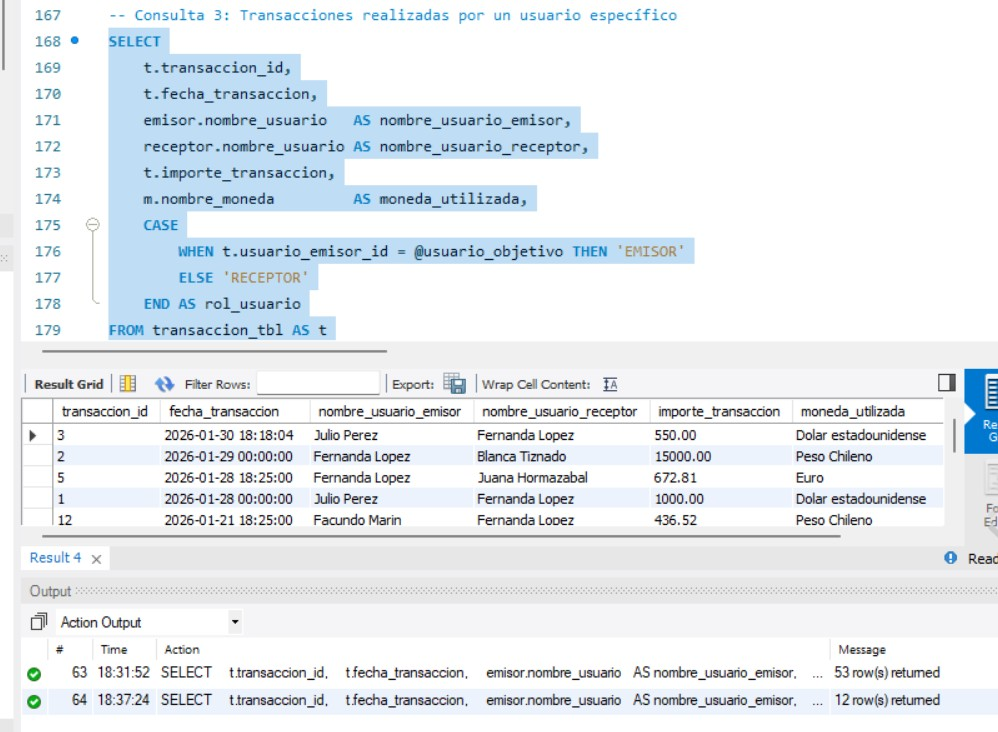 167 -- Consulta 3: Transacciones realizadas por un usuario específico
168 SELECT
169 t.transaccion_id,
170 t.fecha_transaccion,
171 emisor.nombre_usuario AS nombre_usuario_emisor,
172 receptor.nombre_usuario AS nombre_usuario_receptor,
173 t.importe_transaccion,
174 m.nombre_moneda AS moneda_utilizada,
175 CASE
176 WHEN t.usuario_emisor_id = @usuario_objetivo THEN 'EMISOR'
177 ELSE 'RECEPTOR'
178 END AS rol_usuario
179 FROM transaccion_tbl AS t
Result Grid Filter Rows: Export: Wrap Cell Content: IA
transaccion_id fecha_transaccion nombre_usuario_emisor nombre_usuario_receptor importe_transaccion moneda_utilizada
3 2026-01-30 18:18:04 Julio Perez Fernanda Lopez 550.00 Dolar estadounidense
2 2026-01-29 00:00:00 Fernanda Lopez Blanca Tiznado 15000.00 Peso Chileno
5 2026-01-28 18:25:00 Fernanda Lopez Juana Hormazabal 672.81 Euro
1 2026-01-28 00:00:00 Julio Perez Fernanda Lopez 1000.00 Dolar estadounidense
12 2026-01-21 18:25:00 Facundo Marin Fernanda Lopez 436.52 Peso Chileno
Re
G
Fo
Ed
Result 4 Read
Output
Action Output
# Time Action Message
63 18:31:52 SELECT t.transaccion_id, t.fecha_transaccion, emisor.nombre_usuario AS nombre_usuario_emisor, ... 53 row(s) returned
64 18:37:24 SELECT t.transaccion_id, t.fecha_transaccion, emisor.nombre_usuario AS nombre_usuario_emisor, ... 12 row(s) returned